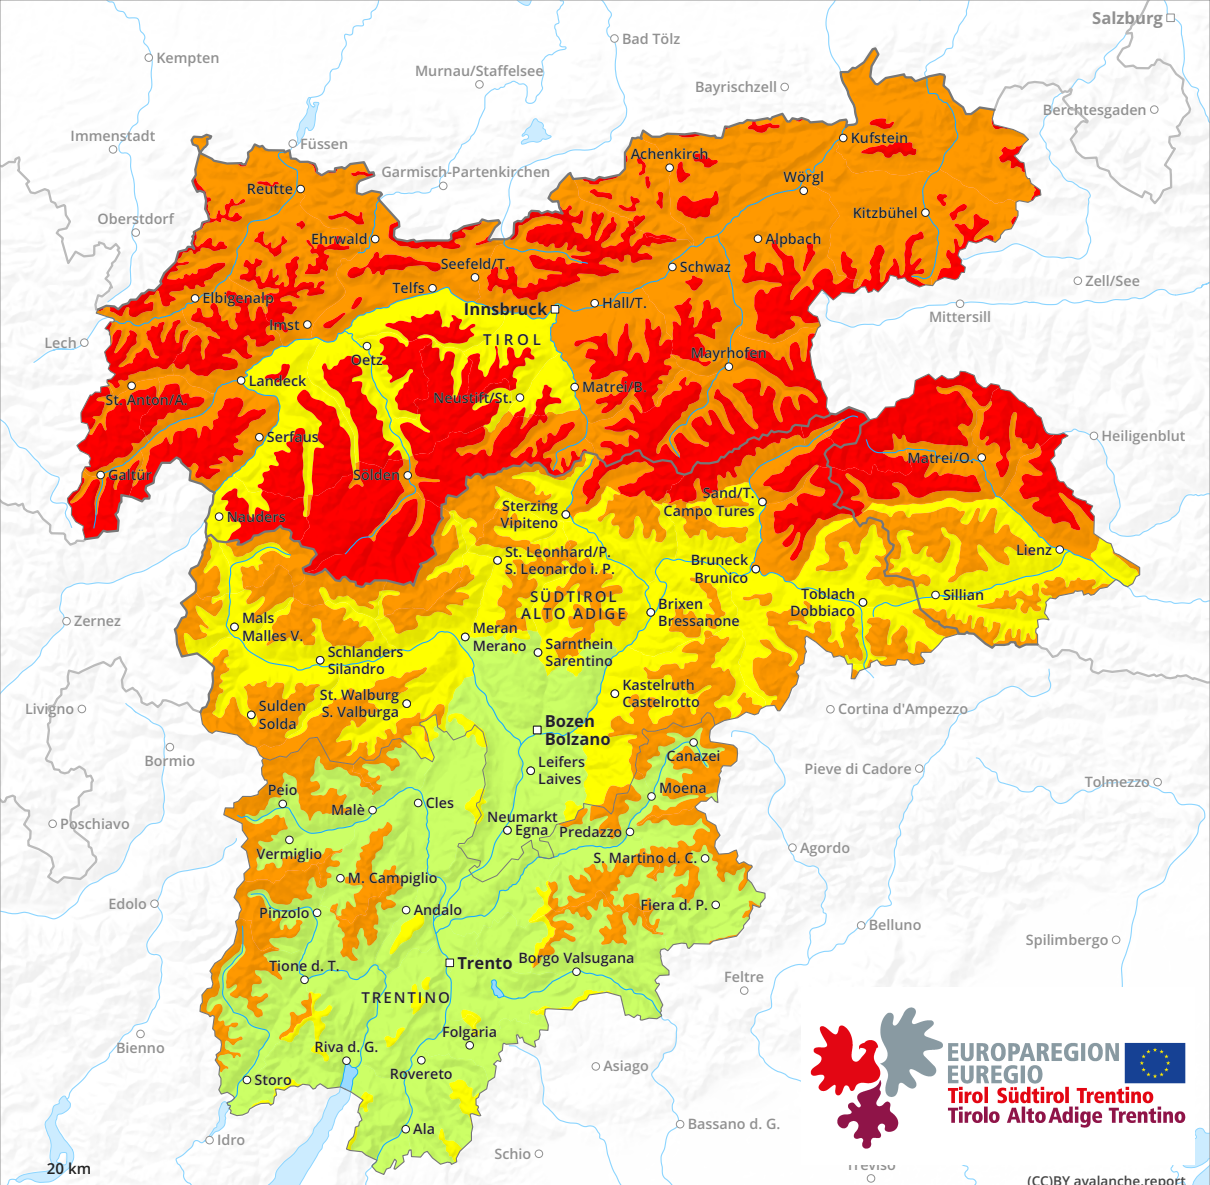 Salzburg
Bad Tölz
Kempten
Murnau/Staffelsee
Bayrischzell
Berchtesgaden
Immenstadt
Füssen
Kufstein
Achenkirch
Garmisch-Partenkirchen
Reutte
Wörgl
Oberstdorf
Kitzbühel
Ehrwald
Alpbach
Seefeld/T.
Schwaz
Zell/See
Telfs
Elbigenalp
Hall/T.
Innsbruck
Mittersill
Imst
Lech
TIROL
Oetz
Mayrhofen
Landeck
Matrei/B.
St. Anton/A.
Neustift/St.
Serfaus
Heiligenblut
Matrei/O.
Galtür
Sölden
Sand/T.
Campo Tures
Sterzing
Vipiteno
Nauders
St. Leonhard/P.
S. Leonardo i. P.
Lienz
Bruneck
Brunico
SÜDTIROL
ALTO ADIGE
Toblach
Dobbiaco
Sillian
Brixen
Bressanone
Zernez
Mals
Malles V.
Meran
Merano
Sarnthein
Sarentino
Schlanders
Silandro
Kastelruth
Castelrotto
St. Walburg
S. Valburga
Sulden
Solda
Livigno
Cortina d'Ampezzo
Bozen
Bolzano
Bormio
Canazei
Leifers
Laives
Pieve di Cadore
Tolmezzo
Peio
Moena
Cles
Malè
Neumarkt
Egna
Predazzo
Poschiavo
Vermiglio
S. Martino d. C.
Agordo
M. Campiglio
Edolo
Pinzolo
Andalo
Fiera d. P.
Belluno
Spilimbergo
Trento
Borgo Valsugana
Tione d. T.
Feltre
TRENTINO
Folgaria
Bienno
Riva d. G.
Rovereto
Asiago
Storo
EUROPAREGION
EUREGIO
Tirol Südtirol Trentino
Tirolo Alto Adige Trentino
Ala
Bassano d. G.
Idro
Schio
20 km
Treviso
(CC)BY avalanche.report